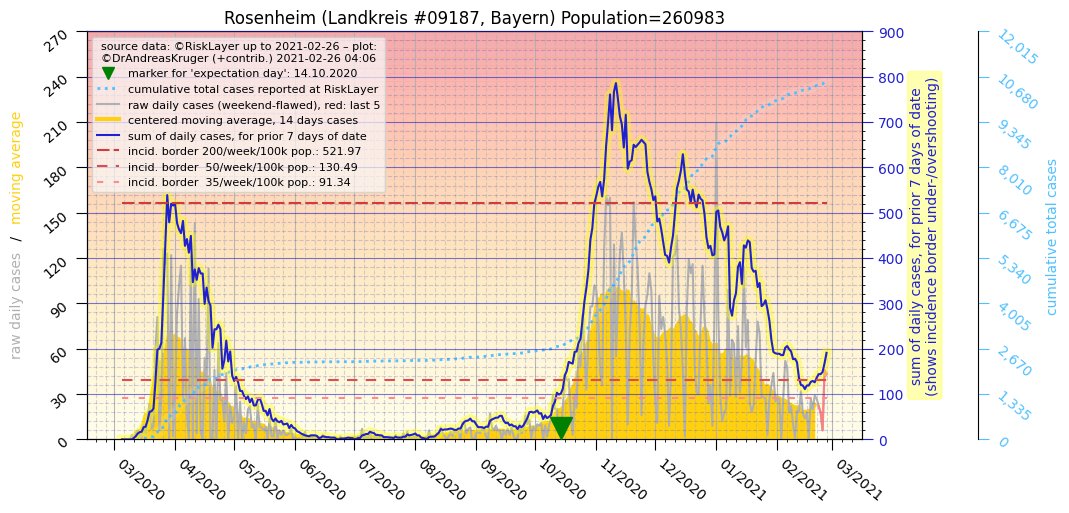 Rosenheim (Landkreis #09187, Bayern) Population=260983
source data: ©RiskLayer up to 2021-02-26 – plot:
©DrAndreasKruger (+contrib.) 2021-02-26 04:06
marker for 'expectation day': 14.10.2020
cumulative total cases reported at RiskLayer
raw daily cases (weekend-flawed), red: last 5
centered moving average, 14 days cases
sum of daily cases, for prior 7 days of date
incid. border 200/week/100k pop.: 521.97
incid. border  50/week/100k pop.: 130.49
incid. border  35/week/100k pop.: 91.34
raw daily cases / moving average
270
240
210
180
150
120
90
60
30
0
03/2020
04/2020
05/2020
06/2020
07/2020
08/2020
09/2020
10/2020
11/2020
12/2020
01/2021
02/2021
03/2021
900
800
700
600
500
400
300
200
100
0
sum of daily cases, for prior 7 days of date
(shows incidence border under-/overshooting)
12,015
10,680
9,345
8,010
6,675
5,340
4,005
2,670
1,335
0
cumulative total cases